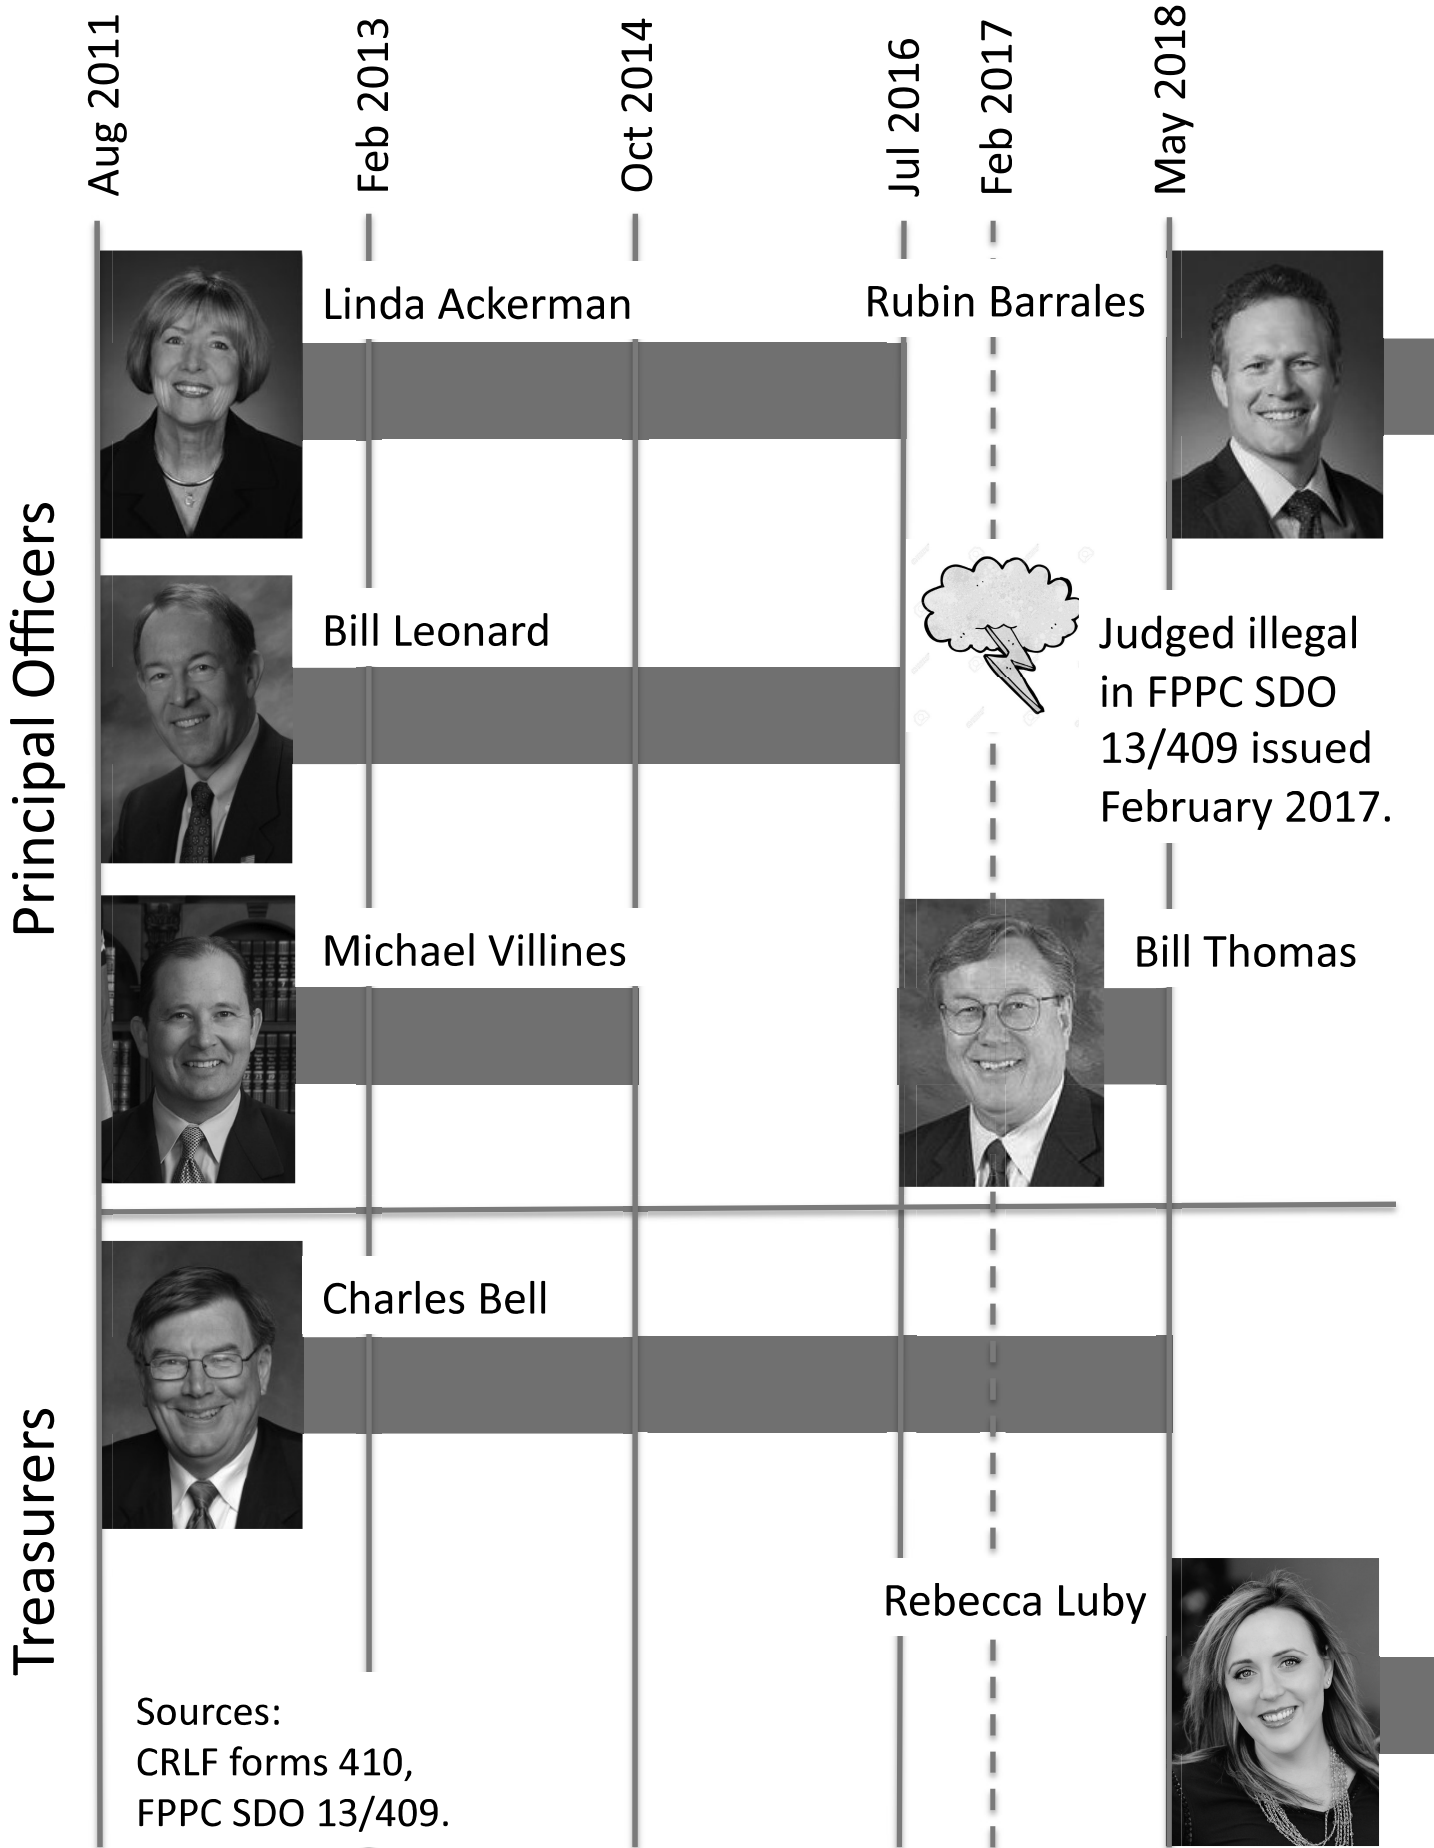 Aug 2011
Feb 2013
Oct 2014
Jul 2016
Feb 2017
May 2018
Principal Officers
Linda Ackerman
Rubin Barrales
Bill Leonard
Judged illegal
in FPPC SDO
13/409 issued
February 2017.
Michael Villines
Bill Thomas
Treasurers
Charles Bell
Rebecca Luby
Sources:
CRLF forms 410,
FPPC SDO 13/409.